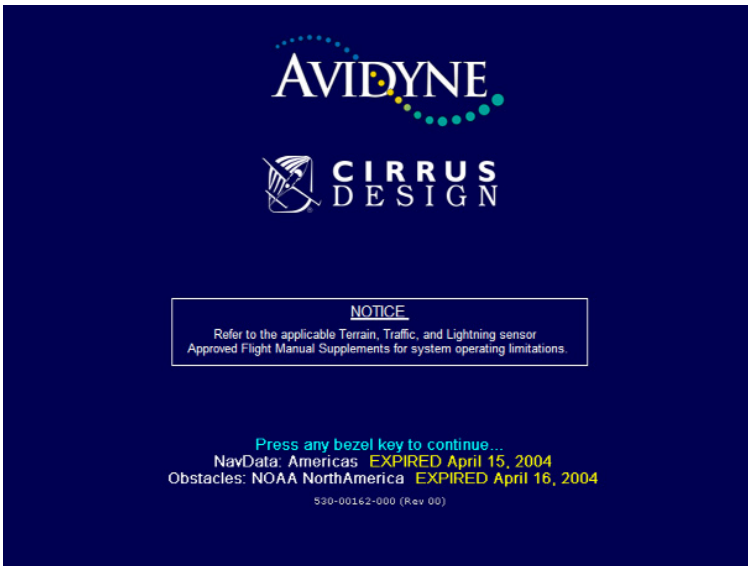 AVIDYNE
CIRRUS
DESIGN
NOTICE
Refer to the applicable Terrain, Traffic, and Lightning sensor
Approved Flight Manual Supplements for system operating limitations.
Press any bezel key to continue...
NavData: Americas EXPIRED April 15, 2004
Obstacles: NOAA NorthAmerica EXPIRED April 16, 2004
530-00162-000 (Rev 00)